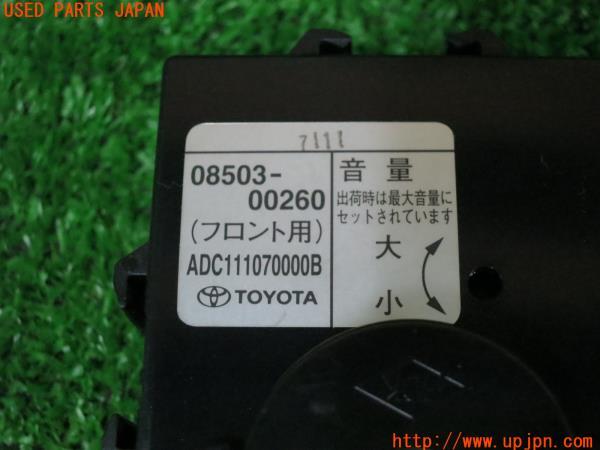 USED PARTS JAPAN
7111
08503-
00260
(フロント用)
ADC111070000B
TOYOTA
音量
出荷時は最大音量に
セットされています
大
小
http://www.upjpn.com/